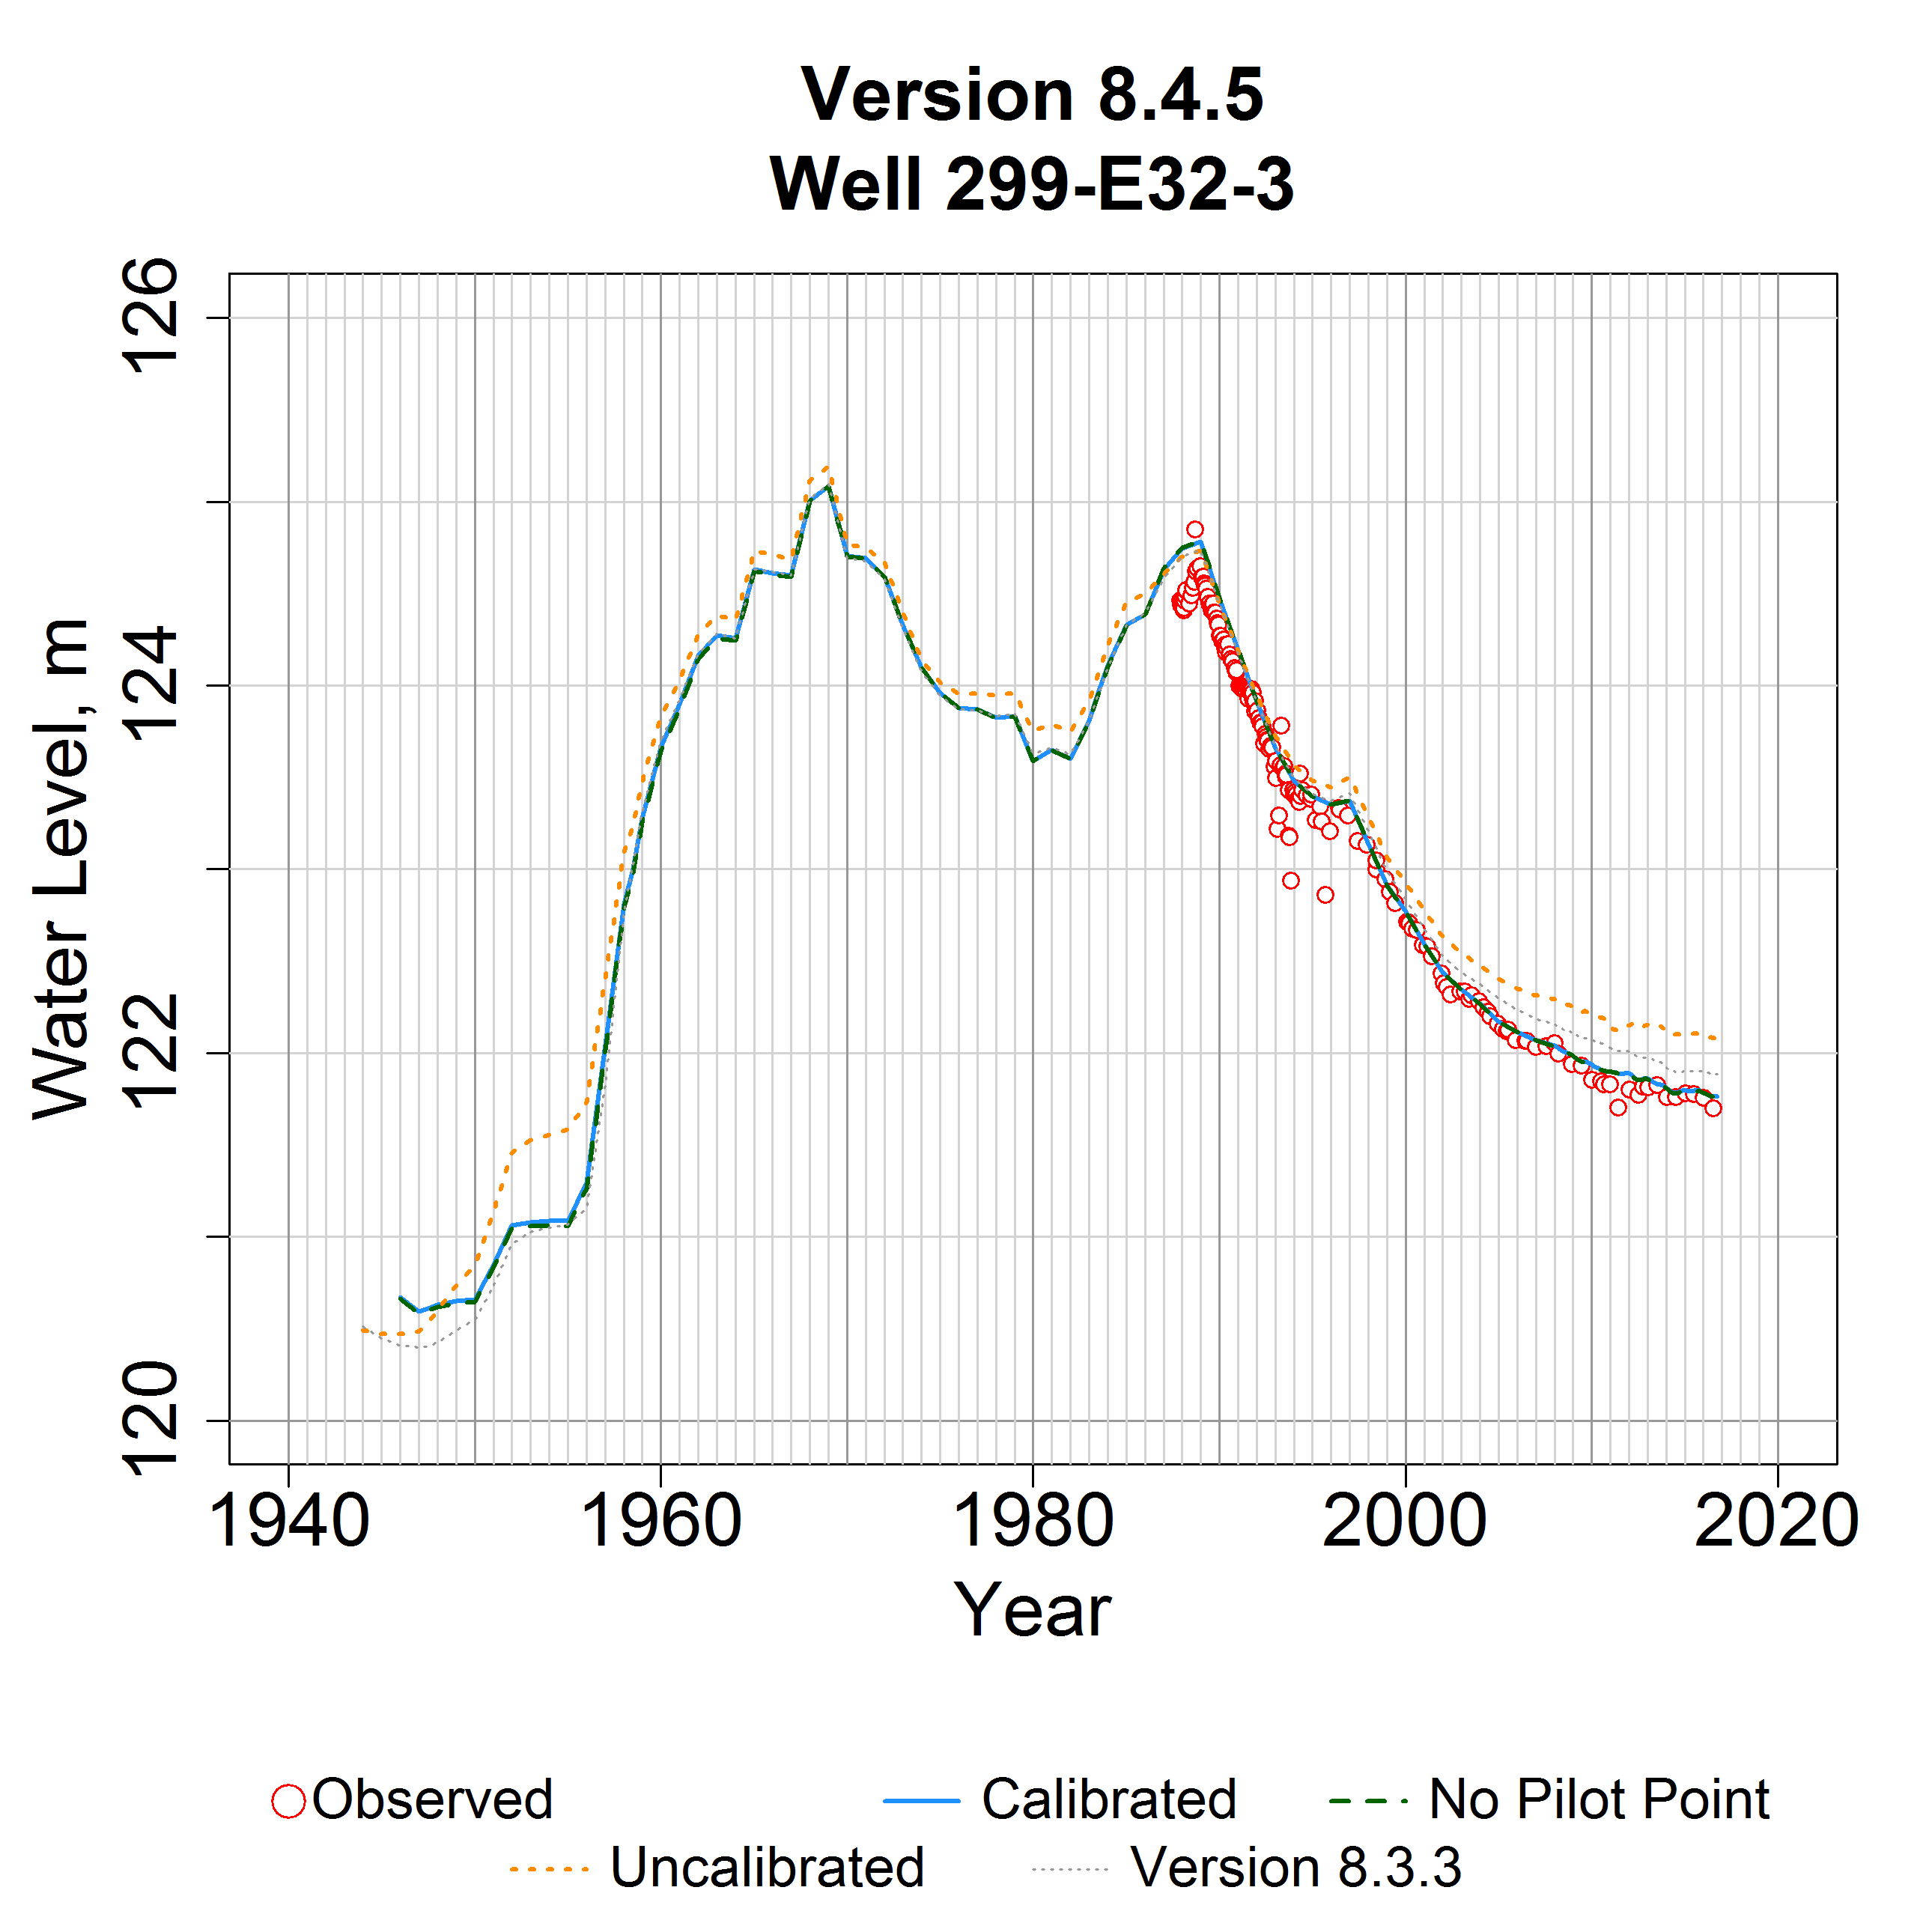 Version 8.4.5
Well 299-E32-3
Water Level, m
126
124
122
120
1940 1960 1980 2000 2020
Year
Observed Calibrated No Pilot Point
Uncalibrated Version 8.3.3